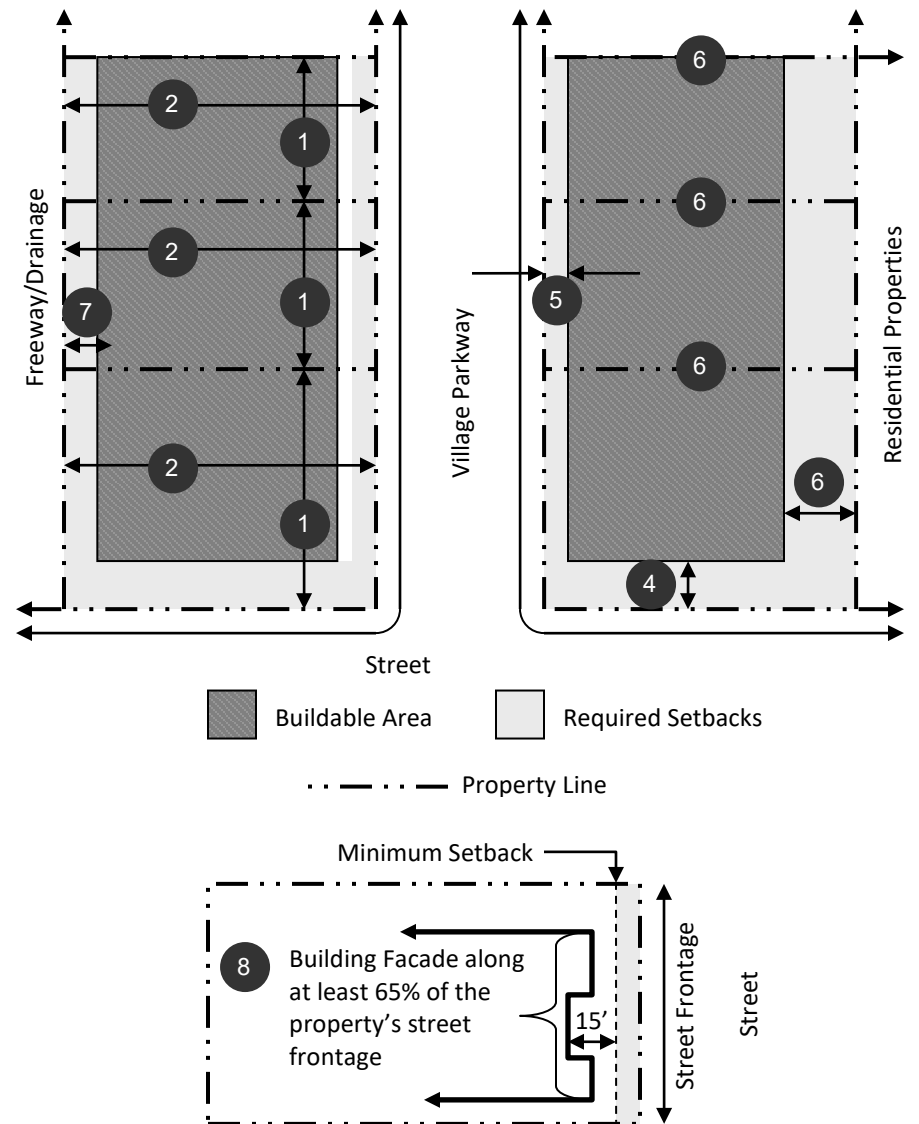 6
2
1
6
2
Freeway/Drainage
7
1
5
Village Parkway
Residential Properties
6
2
1
6
4
Street
Buildable Area
Required Setbacks
Property Line
Minimum Setback
8
Building Facade along
at least 65% of the
property's street
frontage
15’
Street Frontage
Street